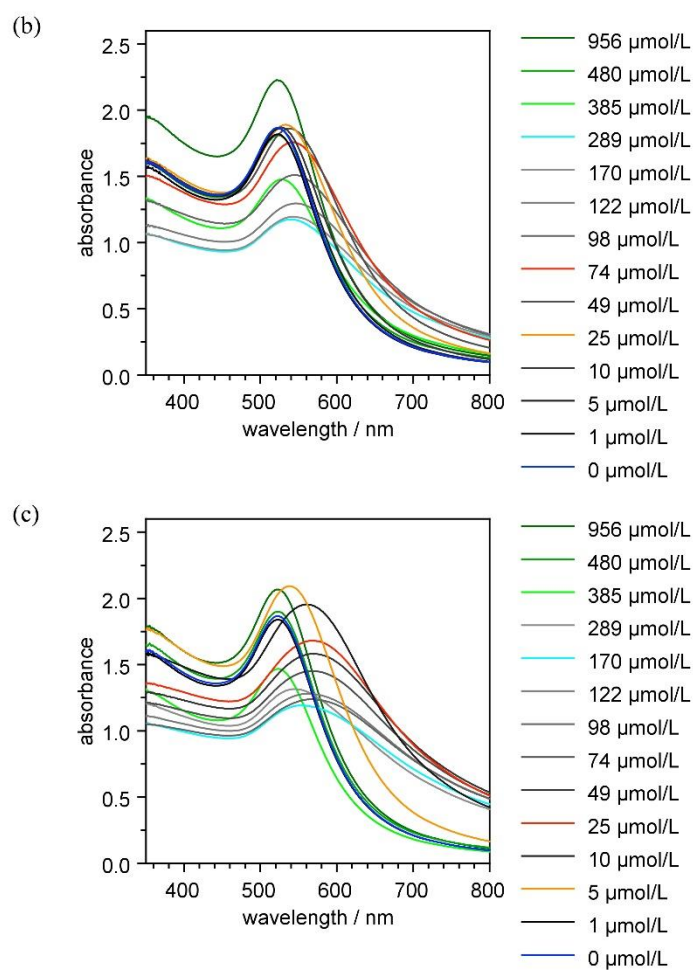 (b)
2.5
2.0
1.5
1.0
0.5
0.0
absorbance
400 500 600 700 800
wavelength / nm
956 µmol/L
480 µmol/L
385 µmol/L
289 µmol/L
170 µmol/L
122 µmol/L
98 µmol/L
74 µmol/L
49 µmol/L
25 µmol/L
10 µmol/L
5 µmol/L
1 µmol/L
0 µmol/L
(c)
2.5
2.0
1.5
1.0
0.5
0.0
absorbance
400 500 600 700 800
wavelength / nm
956 µmol/L
480 µmol/L
385 µmol/L
289 µmol/L
170 µmol/L
122 µmol/L
98 µmol/L
74 µmol/L
49 µmol/L
25 µmol/L
10 µmol/L
5 µmol/L
1 µmol/L
0 µmol/L